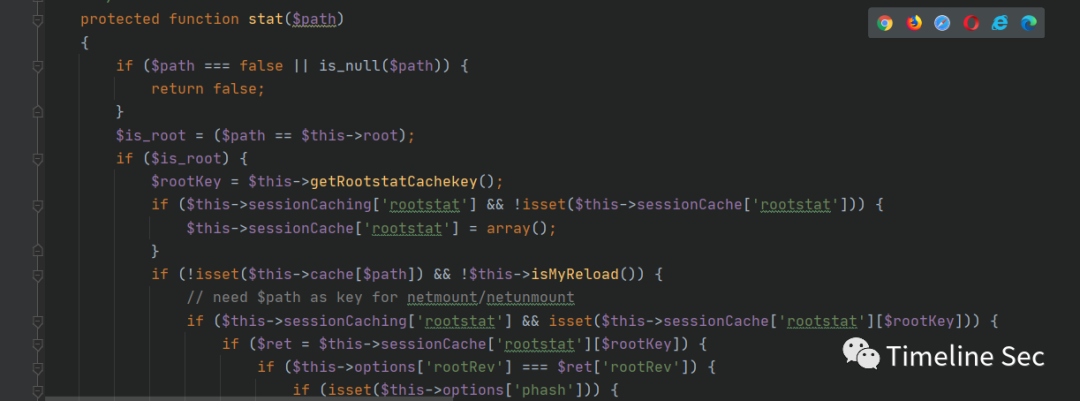 protected function stat($path)
{
    if ($path === false || is_null($path)) {
        return false;
    }
    $is_root = ($path == $this->root);
    if ($is_root) {
        $rootKey = $this->getRootstatCachekey();
        if ($this->sessionCaching['rootstat'] && !isset($this->sessionCache['rootstat'])) {
            $this->sessionCache['rootstat'] = array();
        }
        if (!isset($this->cache[$path]) && !$this->isMyReload()) {
            // need $path as key for netmount/netunmount
            if ($this->sessionCaching['rootstat'] && isset($this->sessionCache['rootstat'][$rootKey])) {
                if ($ret = $this->sessionCache['rootstat'][$rootKey]) {
                    if ($this->options['rootRev'] === $ret['rootRev']) {
                        if (isset($this->options['phash'])) {
Timeline Sec